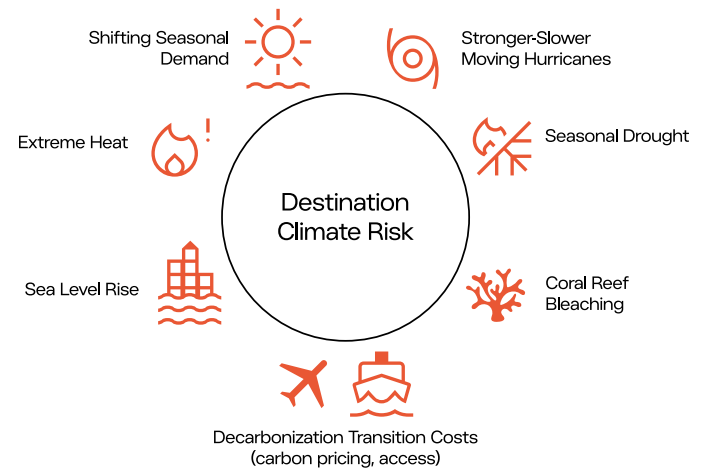 Shifting Seasonal
Demand
Stronger-Slower
Moving Hurricanes
Extreme Heat
Seasonal Drought
Destination
Climate Risk
Sea Level Rise
Coral Reef
Bleaching
Decarbonization Transition Costs
(carbon pricing, access)